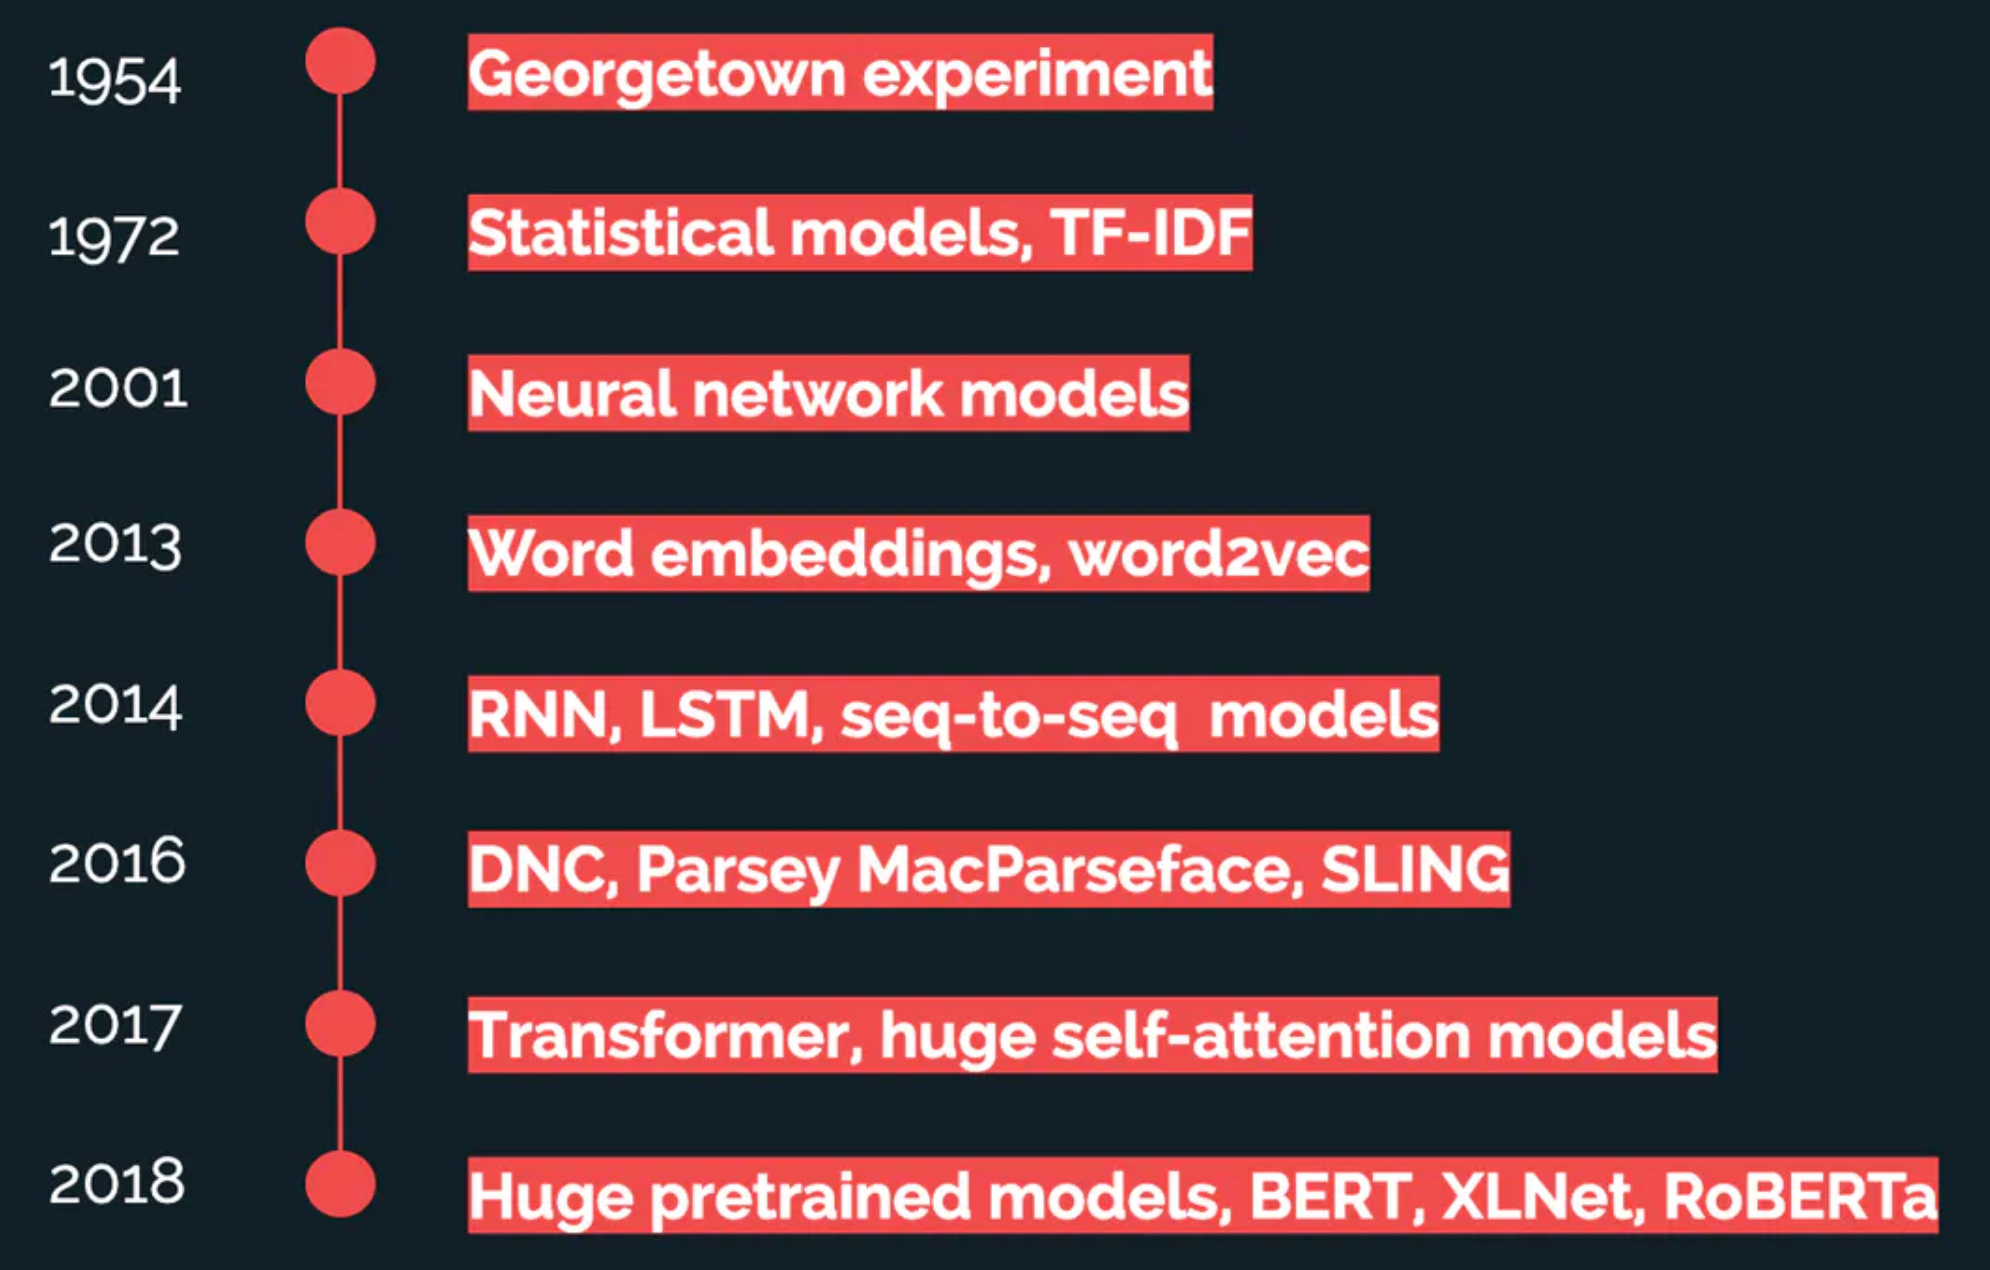 1954 Georgetown experiment
1972 Statistical models, TF-IDF
2001 Neural network models
2013 Word embeddings, word2vec
2014 RNN, LSTM, seq-to-seq models
2016 DNC, Parsey MacParseface, SLING
2017 Transformer, huge self-attention models
2018 Huge pretrained models, BERT, XLNet, RoBERTa